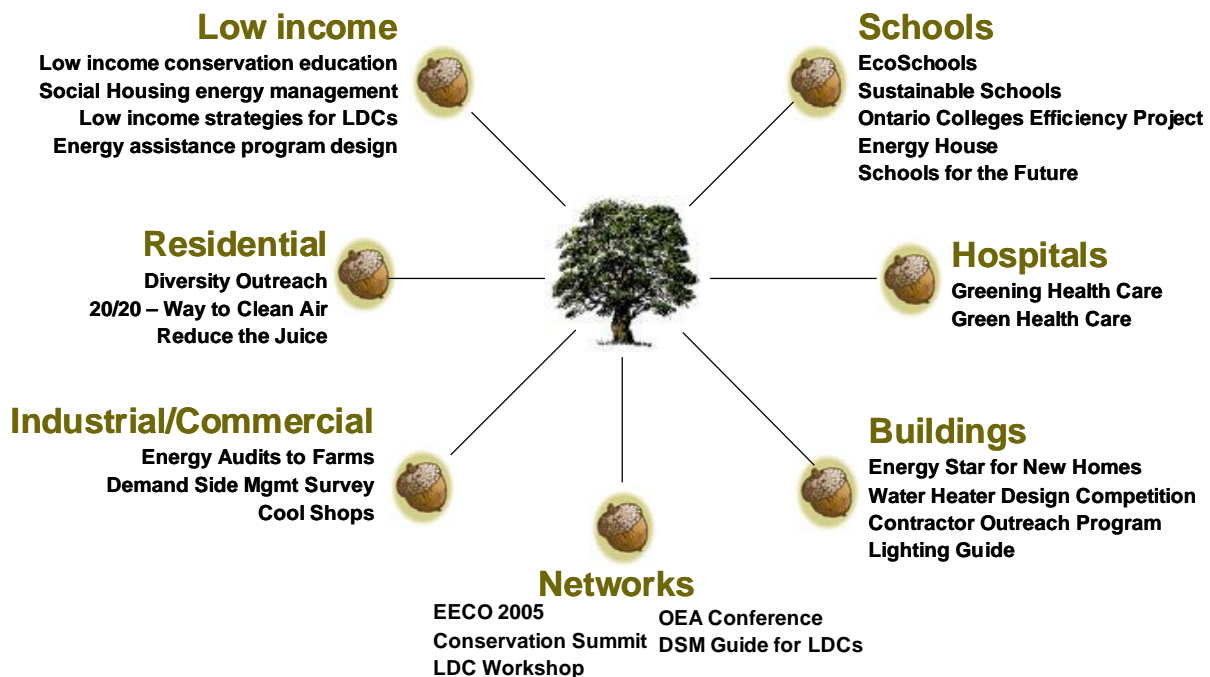 Low income
Low income conservation education
Social Housing energy management
Low income strategies for LDCs
Energy assistance program design
Schools
EcoSchools
Sustainable Schools
Ontario Colleges Efficiency Project
Energy House
Schools for the Future
Residential
Diversity Outreach
20/20 – Way to Clean Air
Reduce the Juice
Hospitals
Greening Health Care
Green Health Care
Industrial/Commercial
Energy Audits to Farms
Demand Side Mgmt Survey
Cool Shops
Buildings
Energy Star for New Homes
Water Heater Design Competition
Contractor Outreach Program
Lighting Guide
Networks
EECO 2005
Conservation Summit
LDC Workshop
OEA Conference
DSM Guide for LDCs